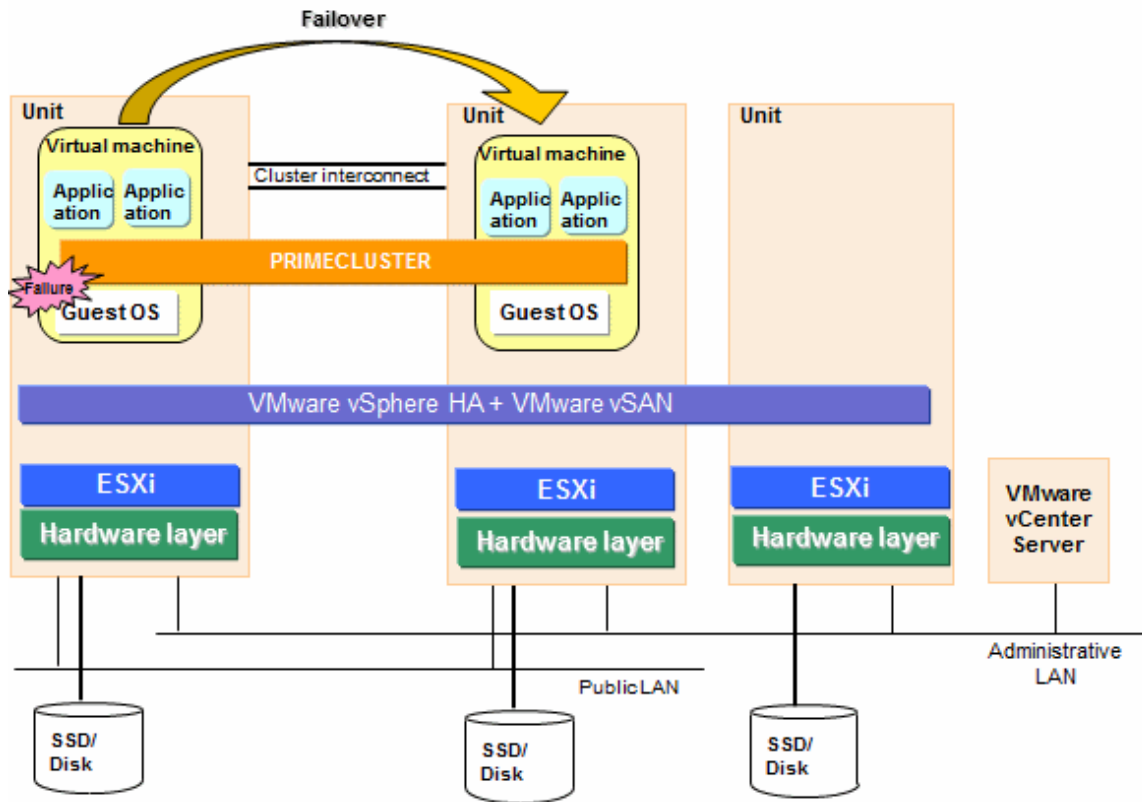 Failover
Unit
Unit
Unit
Virtual machine
Virtual machine
Cluster interconnect
Applic
ation
Applic
ation
Applic
ation
Applic
ation
PRIMECLUSTER
Failure
Guest OS
Guest OS
VMware vSphere HA + VMware vSAN
ESXi
ESXi
ESXi
VMware
vCenter
Server
Hardware layer
Hardware layer
Hardware layer
Administrative
LAN
Public LAN
SSD/
Disk
SSD/
Disk
SSD/
Disk